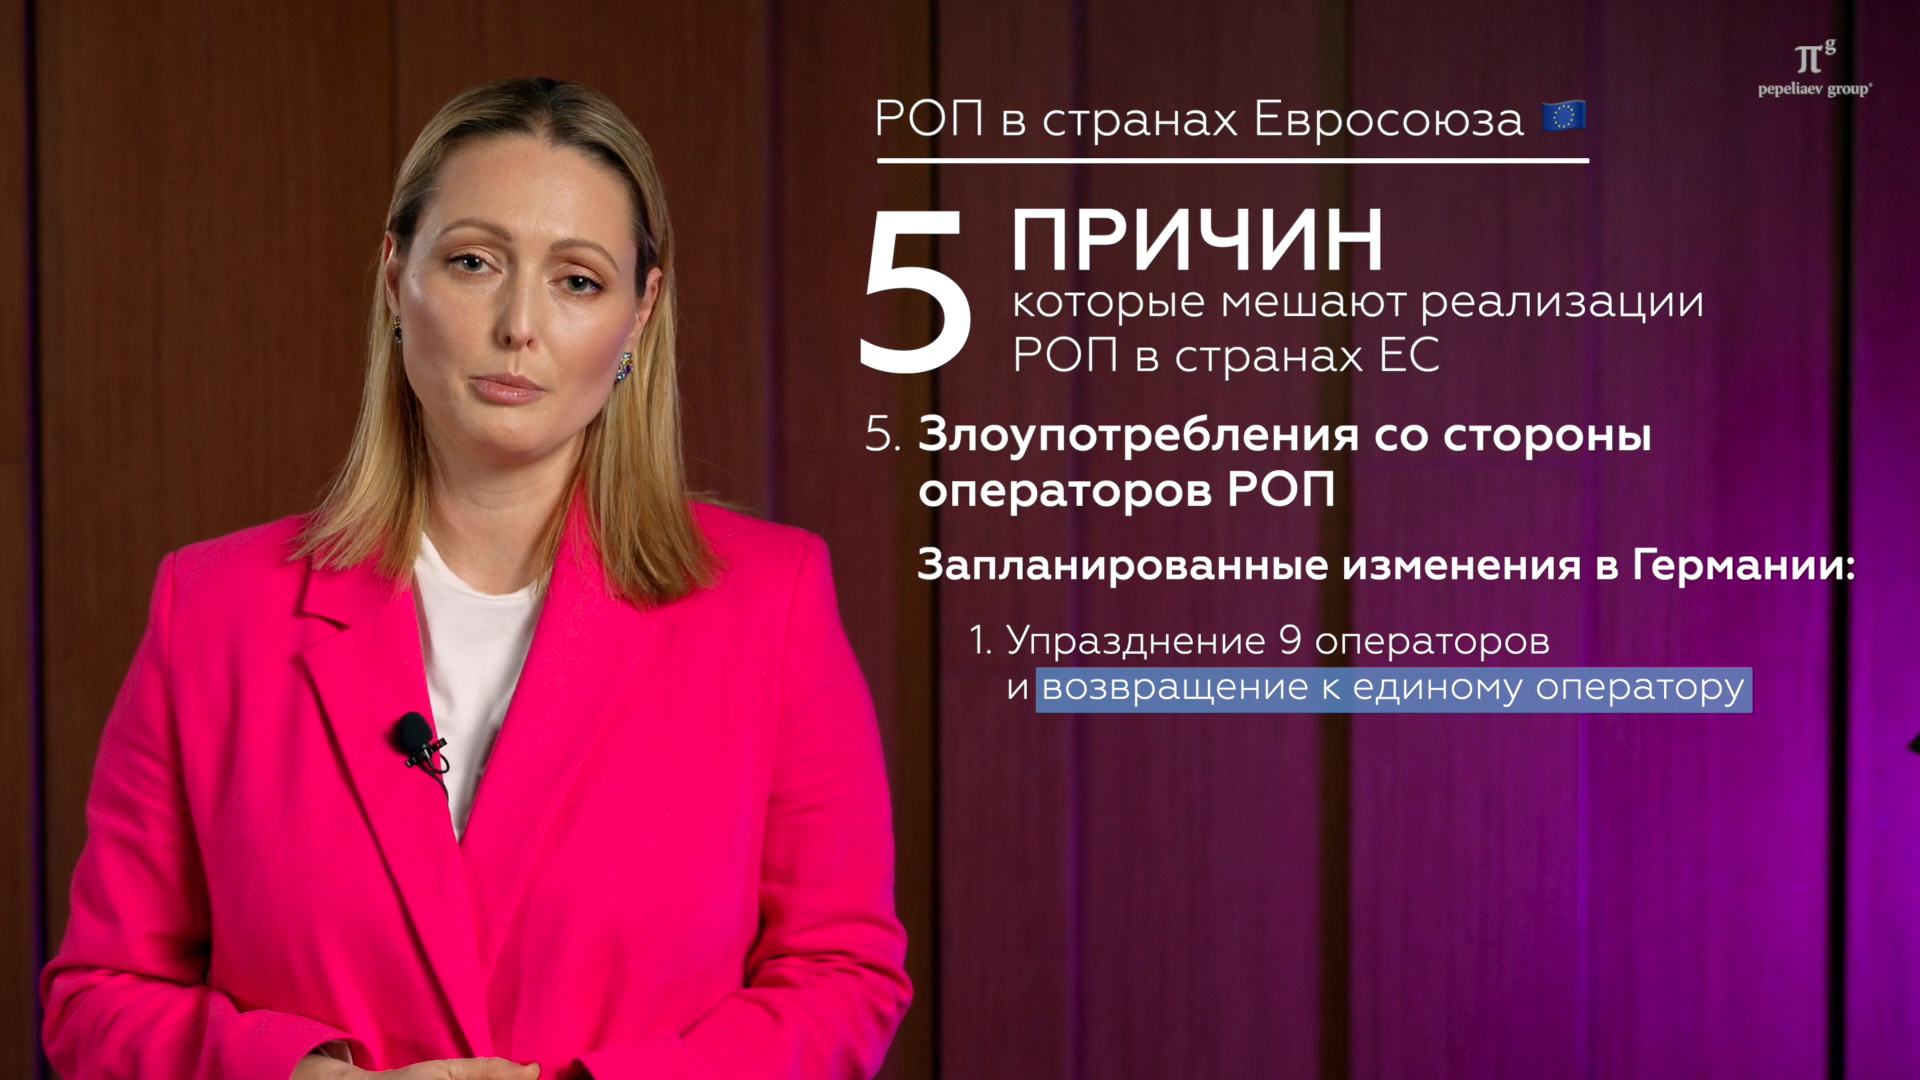 πg
pepeliaev group®
РОП в странах Евросоюза
5 ПРИЧИН
которые мешают реализации
РОП в странах ЕС
5. Злоупотребления со стороны
операторов РОП
Запланированные изменения в Германии:
1. Упразднение 9 операторов
и возвращение к единому оператору